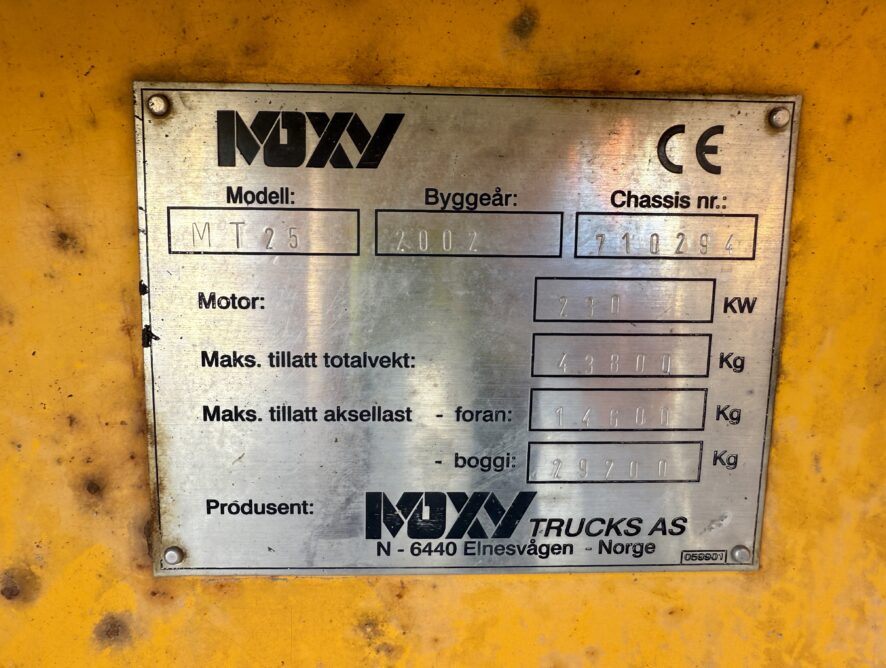 MOXY CE
Modell: Byggeår: Chassis nr.:
MT25 2002 710294
Motor: 210 KW
Maks. tillatt totalvekt: 43800 Kg
Maks. tillatt aksellast - foran: 14600 Kg
- boggi: 29200 Kg
Produsent: MOXY TRUCKS AS
N - 6440 Elnesvågen - Norge 059901